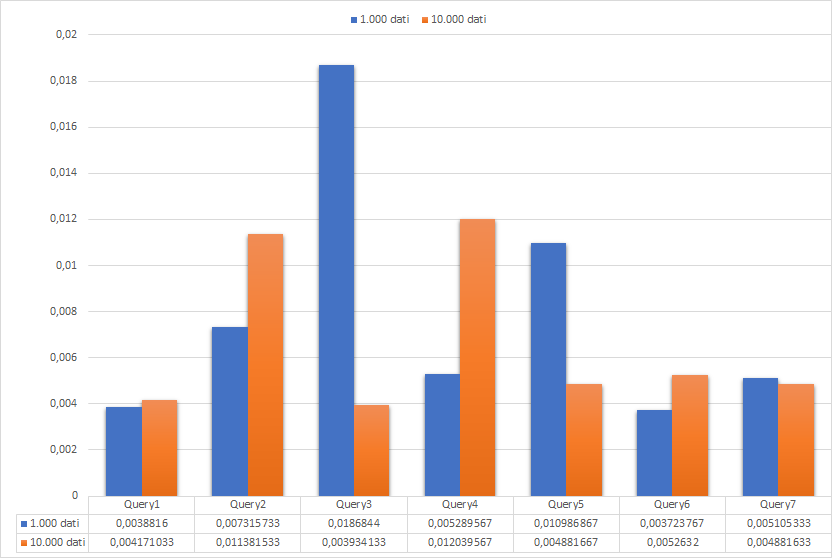 1.000 dati 10.000 dati
0,02
0,018
0,016
0,014
0,012
0,01
0,008
0,006
0,004
0,002
0
Query1 Query2 Query3 Query4 Query5 Query6 Query7
1.000 dati 0,0038816 0,007315733 0,0186844 0,005289567 0,010986867 0,003723767 0,005105333
10.000 dati 0,004171033 0,011381533 0,003934133 0,012039567 0,004881667 0,0052632 0,004881633